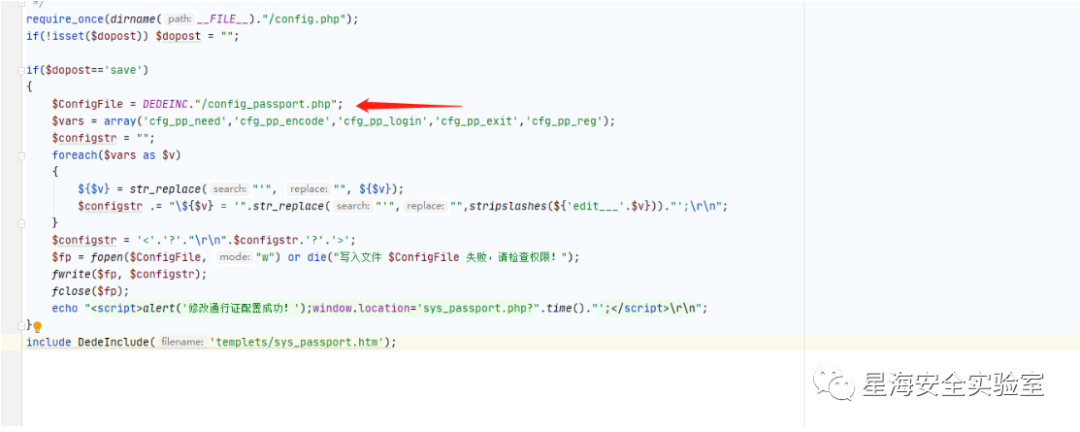 */
require_once(dirname( path: __FILE__)."/config.php");
if(!isset($dopost)) $dopost = "";
if($dopost=='save')
{
$ConfigFile = DEDEINC."/config_passport.php";
$vars = array('cfg_pp_need','cfg_pp_encode','cfg_pp_login','cfg_pp_exit','cfg_pp_reg');
$configstr = "";
foreach($vars as $v)
{
${$v} = str_replace( search: "'", replace: "", ${$v});
$configstr .= "\${$v} = '".str_replace( search: "'", replace: "",stripslashes(${'edit___'.$v}))."';\r\n";
}
$configstr = '<'.'?'."\r\n".$configstr.'?'.'>';
$fp = fopen($ConfigFile, mode: "w") or die("写入文件 $ConfigFile 失败，请检查权限！");
fwrite($fp, $configstr);
fclose($fp);
echo "<script>alert('修改通行证配置成功！');window.location='sys_passport.php?".time()."';</script>\r\n";
}
include DedeInclude( filename: 'templets/sys_passport.htm');
星海安全实验室